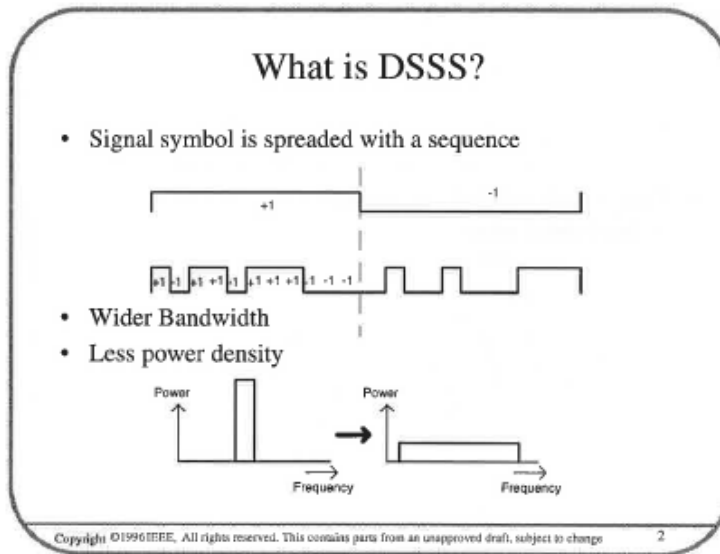 What is DSSS?
• Signal symbol is spreaded with a sequence
+1
-1
+1 -1 +1 +1 -1 +1 +1 +1 -1 -1 -1
• Wider Bandwidth
• Less power density
Power
Power
Frequency
Frequency
Copyright ©1996IEEE, All rights reserved. This contains parts from an unapproved draft, subject to change
2